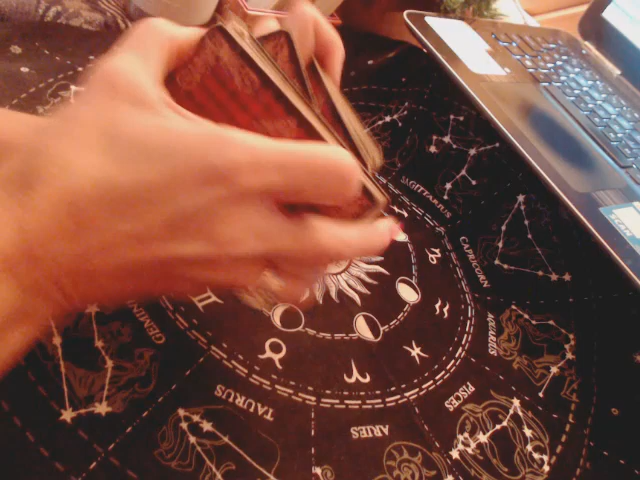 SAGITTARIUS
CAPRICORN
AQUARIUS
PISCES
ARIES
TAURUS
GEMINI